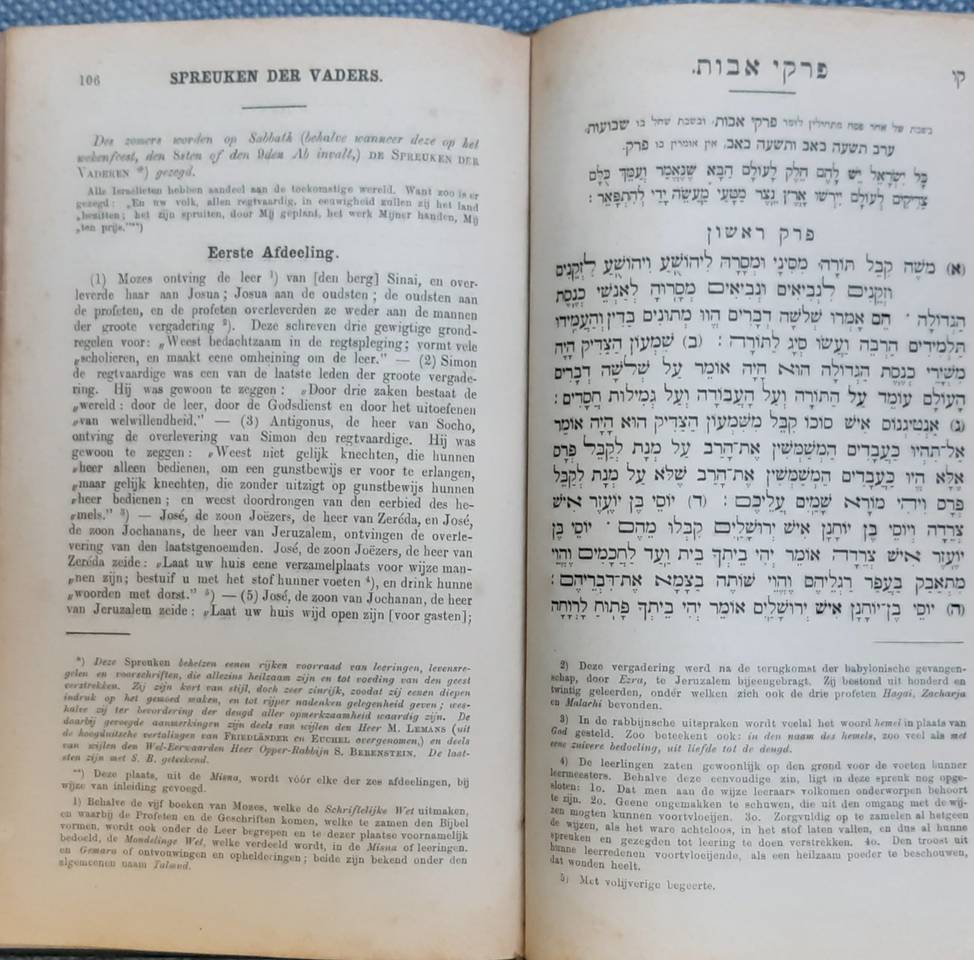 106
SPREUKEN DER VADERS.
Des zomers worden op Sabbath (behalve wanneer deze op het
wekenfeest, den 8sten of den 9den Ab invalt,) DE SPREUKEN DER
VADEREN *) gezegd.
Alle Israelieten hebben aandeel aan de toekomstige wereld. Want zoo is er
gezegd: „En uw volk, allen regtvaardig, in eeuwigheid zullen zij het land
„bezitten; het zijn spruiten, door Mij geplant, het werk Mijner handen, Mij
„ten prijs."**)
Eerste Afdeeling.
(1) Mozes ontving de leer ¹) van [den berg] Sinai, en over-
leverde haar aan Josua; Josua aan de oudsten; de oudsten aan
de profeten, en de profeten overleverden ze weder aan de mannen
der groote vergadering ²). Deze schreven drie gewigtige grond-
regelen voor: „Weest bedachtzaam in de regtspleging; vormt vele
„scholieren, en maakt eene omheining om de leer." — (2) Simon
de regtvaardige was een van de laatste leden der groote vergade-
ring. Hij was gewoon te zeggen: „Door drie zaken bestaat de
„wereld: door de leer, door de Godsdienst en door het uitoefenen
„van welwillendheid." — (3) Antigonus, de heer van Socho,
ontving de overlevering van Simon den regtvaardige. Hij was
gewoon te zeggen: „Weest niet gelijk knechten, die hunnen
„heer alleen bedienen, om een gunstbewijs er voor te erlangen,
„maar gelijk knechten, die zonder uitzigt op gunstbewijs hunnen
„heer bedienen; en weest doordrongen van den eerbied des he-
„mels." ³) — José, de zoon Joëzers, de heer van Zeréda, en José,
de zoon Jochanans, de heer van Jeruzalem, ontvingen de overle-
vering van den laatstgenoemden. José, de zoon Joëzers, de heer van
Zeréda zeide: „Laat uw huis eene verzamelplaats voor wijze man-
„nen zijn; bestuif u met het stof hunner voeten ⁴), en drink hunne
„woorden met dorst." ⁵) — (5) José, de zoon van Jochanan, de heer
van Jeruzalem zeide: „Laat uw huis wijd open zijn [voor gasten];
*) Deze Spreuken behelzen eenen rijken voorraad van leeringen, levensre-
gelen en voorschriften, die allezins heilzaam zijn en tot voeding van den geest
verstrekken. Zij zijn kort van stijl, doch zeer zinrijk, zoodat zij eenen diepen
indruk op het gemoed maken, en tot rijper nadenken gelegenheid geven; wes-
halve zij ter bevordering der deugd aller opmerkzaamheid waardig zijn. De
daarbij gevoegde aanmerkingen zijn deels van wijlen den Heer M. LEMANS (uit
de hoogduitsche vertalingen van FRIEDLÄNDER en EUCHEL overgenomen,) en deels
van wijlen den Wel-Eerwaarden Heer Opper-Rabbijn S. BERENSTEIN. De laat-
sten zijn met S. B. geteekend.
**) Deze plaats, uit de Misna, wordt vóór elke der zes afdeelingen, bij
wijze van inleiding gevoegd.
1) Behalve de vijf boeken van Mozes, welke de Schriftelijke Wet uitmaken,
en waarbij de Profeten en de Geschriften komen, welke te zamen den Bijbel
vormen, wordt ook onder de Leer begrepen en te dezer plaatse voornamelijk
bedoeld, de Mondelinge Wet, welke verdeeld wordt, in de Misna of leeringen.
en Gemara of ontvouwingen en ophelderingen; beide zijn bekend onder den
algemeenen naam Talmud.
פרקי אבות.
קו
בשבת של אחר פסח מתחילין לומר פרקי אבות, ובשבת שחל בו שבועות,
ערב תשעה באב ותשעה באב, אין אומרין בו פרק.
כָּל יִשְׂרָאֵל יֵשׁ לָהֶם חֵלֶק לָעוֹלָם הַבָּא שֶׁנֶּאֱמַר וְעַמֵּךְ כֻּלָּם
צַדִּיקִים לְעוֹלָם יִירְשׁוּ אָרֶץ נֵצֶר מַטָּעַי מַעֲשֵׂה יָדַי לְהִתְפָּאֵר:
פרק ראשון
(א) מֹשֶׁה קִבֵּל תּוֹרָה מִסִּינַי וּמְסָרָהּ לִיהוֹשֻׁעַ וִיהוֹשֻׁעַ לִזְקֵנִים
וּזְקֵנִים לִנְבִיאִים וּנְבִיאִים מְסָרוּהָ לְאַנְשֵׁי כְנֶסֶת
הַגְּדוֹלָה · הֵם אָמְרוּ שְׁלֹשָׁה דְבָרִים הֱווּ מְתוּנִים בַּדִּין וְהַעֲמִידוּ
תַלְמִידִים הַרְבֵּה וַעֲשׂוּ סְיָג לַתּוֹרָה: (ב) שִׁמְעוֹן הַצַּדִּיק הָיָה
מִשְּׁיָרֵי כְנֶסֶת הַגְּדוֹלָה הוּא הָיָה אוֹמֵר עַל שְׁלֹשָׁה דְבָרִים
הָעוֹלָם עוֹמֵד עַל הַתּוֹרָה וְעַל הָעֲבוֹדָה וְעַל גְּמִילוּת חֲסָדִים:
(ג) אַנְטִיגְנוֹס אִישׁ סוֹכוֹ קִבֵּל מִשִּׁמְעוֹן הַצַּדִּיק הוּא הָיָה אוֹמֵר
אַל־תִּהְיוּ כַּעֲבָדִים הַמְשַׁמְּשִׁין אֶת־הָרַב עַל מְנָת לְקַבֵּל פְּרָס
אֶלָּא הֱיוּ כַּעֲבָדִים הַמְשַׁמְּשִׁין אֶת־הָרַב שֶׁלֹּא עַל מְנָת לְקַבֵּל
פְּרָס וִיהִי מוֹרָא שָׁמַיִם עֲלֵיכֶם: (ד) יוֹסֵי בֶּן יוֹעֶזֶר אִישׁ
צְרֵדָה וְיוֹסֵי בֶּן יוֹחָנָן אִישׁ יְרוּשָׁלַיִם קִבְּלוּ מֵהֶם · יוֹסֵי בֶּן
יוֹעֶזֶר אִישׁ צְרֵדָה אוֹמֵר יְהִי בֵיתְךָ בֵּית וַעַד לַחֲכָמִים וֶהֱוֵי
מִתְאַבֵּק בַּעֲפַר רַגְלֵיהֶם וֶהֱוֵי שׁוֹתֶה בַצָּמָא אֶת־דִּבְרֵיהֶם:
(ה) יוֹסֵי בֶּן־יוֹחָנָן אִישׁ יְרוּשָׁלַיִם אוֹמֵר יְהִי בֵיתְךָ פָּתוּחַ לָרְוָחָה
2) Deze vergadering werd na de terugkomst der babylonische gevangen-
schap, door Ezra, te Jeruzalem bijeengebragt. Zij bestond uit honderd en
twintig geleerden, onder welken zich ook de drie profeten Hagai, Zacharja
en Malachi bevonden.
3) In de rabbijnsche uitspraken wordt voelal het woord hemel in plaats van
God gesteld. Zoo beteekent ook: in den naam des hemels, zoo veel als met
eene zuivere bedoeling, uit liefde tot de deugd.
4) De leerlingen zaten gewoonlijk op den grond voor de voeten hunner
leermeesters. Behalve deze eenvoudige zin, ligt in deze spreuk nog opge-
sloten: 1o. Dat men aan de wijze leeraars volkomen onderworpen behoort
te zijn. 2o. Geene ongemakken te schuwen, die uit den omgang met de wij-
zen mogten kunnen voortvloeijen. 3o. Zorgvuldig op te zamelen al hetgeen
de wijzen, als het ware achteloos, in het stof laten vallen, en dus al hunne
spreuken en gezegden tot leering te doen verstrekken. 4o. Den troost uit
hunne leerredenen voortvloeijende, als een heilzaam poeder te beschouwen,
dat wonden heelt.
5) Met volijverige begeerte.